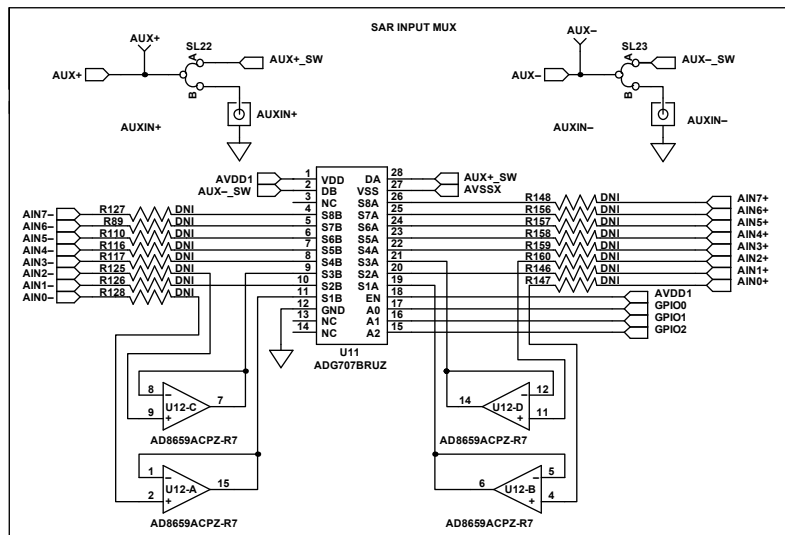 SAR INPUT MUX
AUX+
SL22
A
AUX+_SW
AUX+
B
AUXIN+
AUXIN+
AUX–
SL23
A
AUX–_SW
AUX–
B
AUXIN–
AUXIN–
AVDD1
AUX–_SW
1 VDD DA 28
2 DB VSS 27
3 NC S8A 26
4 S8B S7A 25
5 S7B S6A 24
6 S6B S5A 23
7 S5B S4A 22
8 S4B S3A 21
9 S3B S2A 20
10 S2B S1A 19
11 S1B EN 18
12 GND A0 17
13 NC A1 16
14 NC A2 15
U11
ADG707BRUZ
AUX+_SW
AVSSX
AIN7– R127 DNI
AIN6– R89 DNI
AIN5– R110 DNI
AIN4– R116 DNI
AIN3– R117 DNI
AIN2– R125 DNI
AIN1– R126 DNI
AIN0– R128 DNI
R148 DNI AIN7+
R156 DNI AIN6+
R157 DNI AIN5+
R158 DNI AIN4+
R159 DNI AIN3+
R160 DNI AIN2+
R146 DNI AIN1+
R147 DNI AIN0+
AVDD1
GPIO0
GPIO1
GPIO2
8 –
U12-C 7
9 +
AD8659ACPZ-R7
1 –
U12-A 15
2 +
AD8659ACPZ-R7
– 12
14 U12-D
+ 11
AD8659ACPZ-R7
– 5
6 U12-B
+ 4
AD8659ACPZ-R7